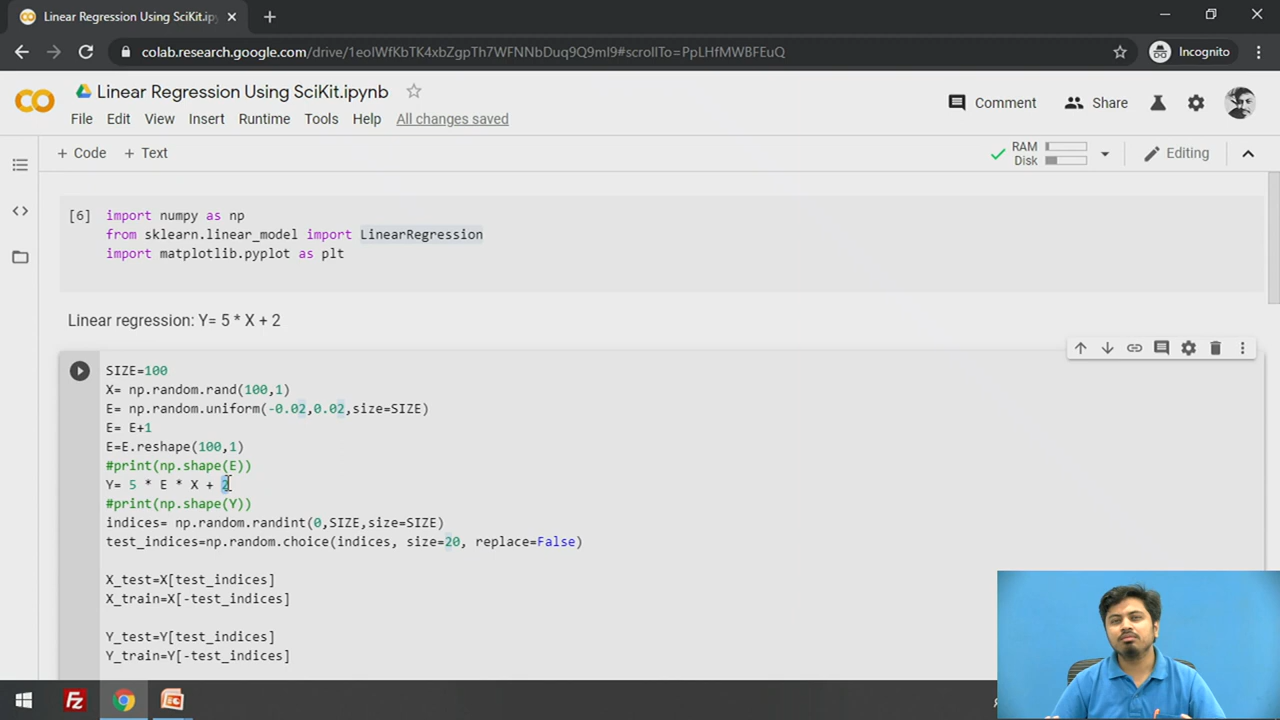 Linear Regression Using SciKit.ipy
colab.research.google.com/drive/1eoIWfKbTK4xbZgpTh7WFNNbDuq9Q9mI9#scrollTo=PpLHfMWBFEuQ
Incognito
Linear Regression Using SciKit.ipynb
Comment
Share
File Edit View Insert Runtime Tools Help All changes saved
+ Code + Text
RAM
Disk
Editing
[6] import numpy as np
from sklearn.linear_model import LinearRegression
import matplotlib.pyplot as plt
Linear regression: Y= 5 * X + 2
SIZE=100
X= np.random.rand(100,1)
E= np.random.uniform(-0.02,0.02,size=SIZE)
E= E+1
E=E.reshape(100,1)
#print(np.shape(E))
Y= 5 * E * X + 2
#print(np.shape(Y))
indices= np.random.randint(0,SIZE,size=SIZE)
test_indices=np.random.choice(indices, size=20, replace=False)
X_test=X[test_indices]
X_train=X[-test_indices]
Y_test=Y[test_indices]
Y_train=Y[-test_indices]